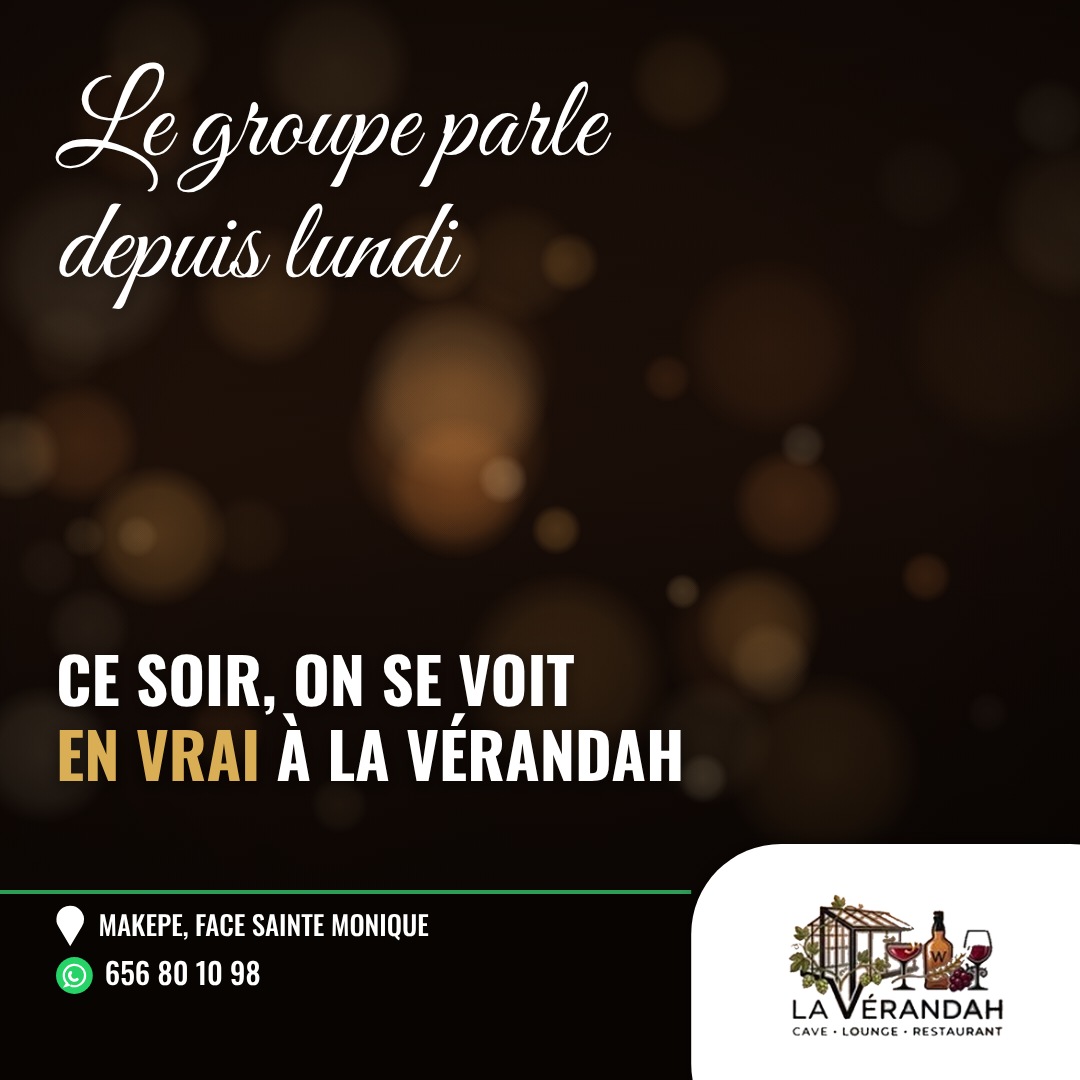 Le groupe parle
depuis lundi
CE SOIR, ON SE VOIT
EN VRAI À LA VÉRANDAH
MAKEPE, FACE SAINTE MONIQUE
656 80 10 98
W
LA VÉRANDAH
CAVE • LOUNGE • RESTAURANT